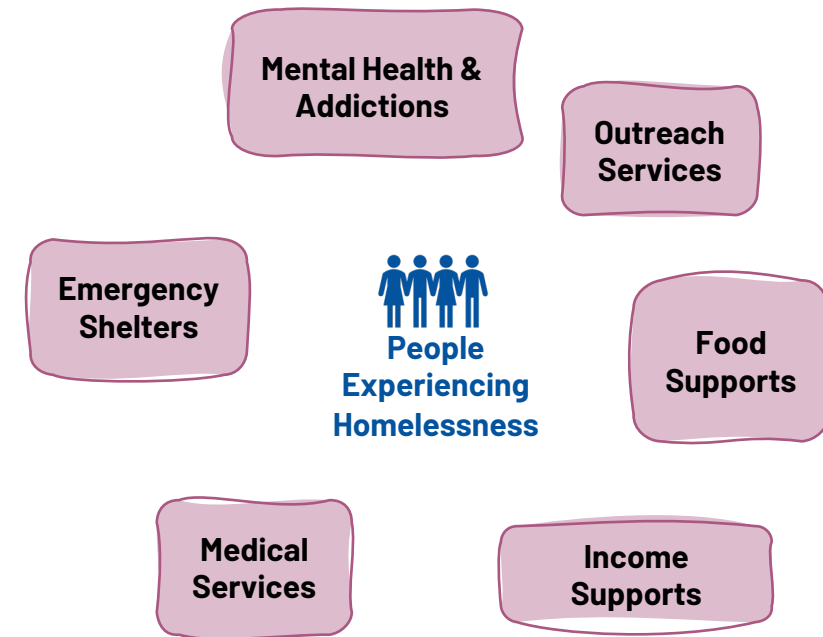 Mental Health &
Addictions
Outreach
Services
Emergency
Shelters
People
Experiencing
Homelessness
Food
Supports
Medical
Services
Income
Supports